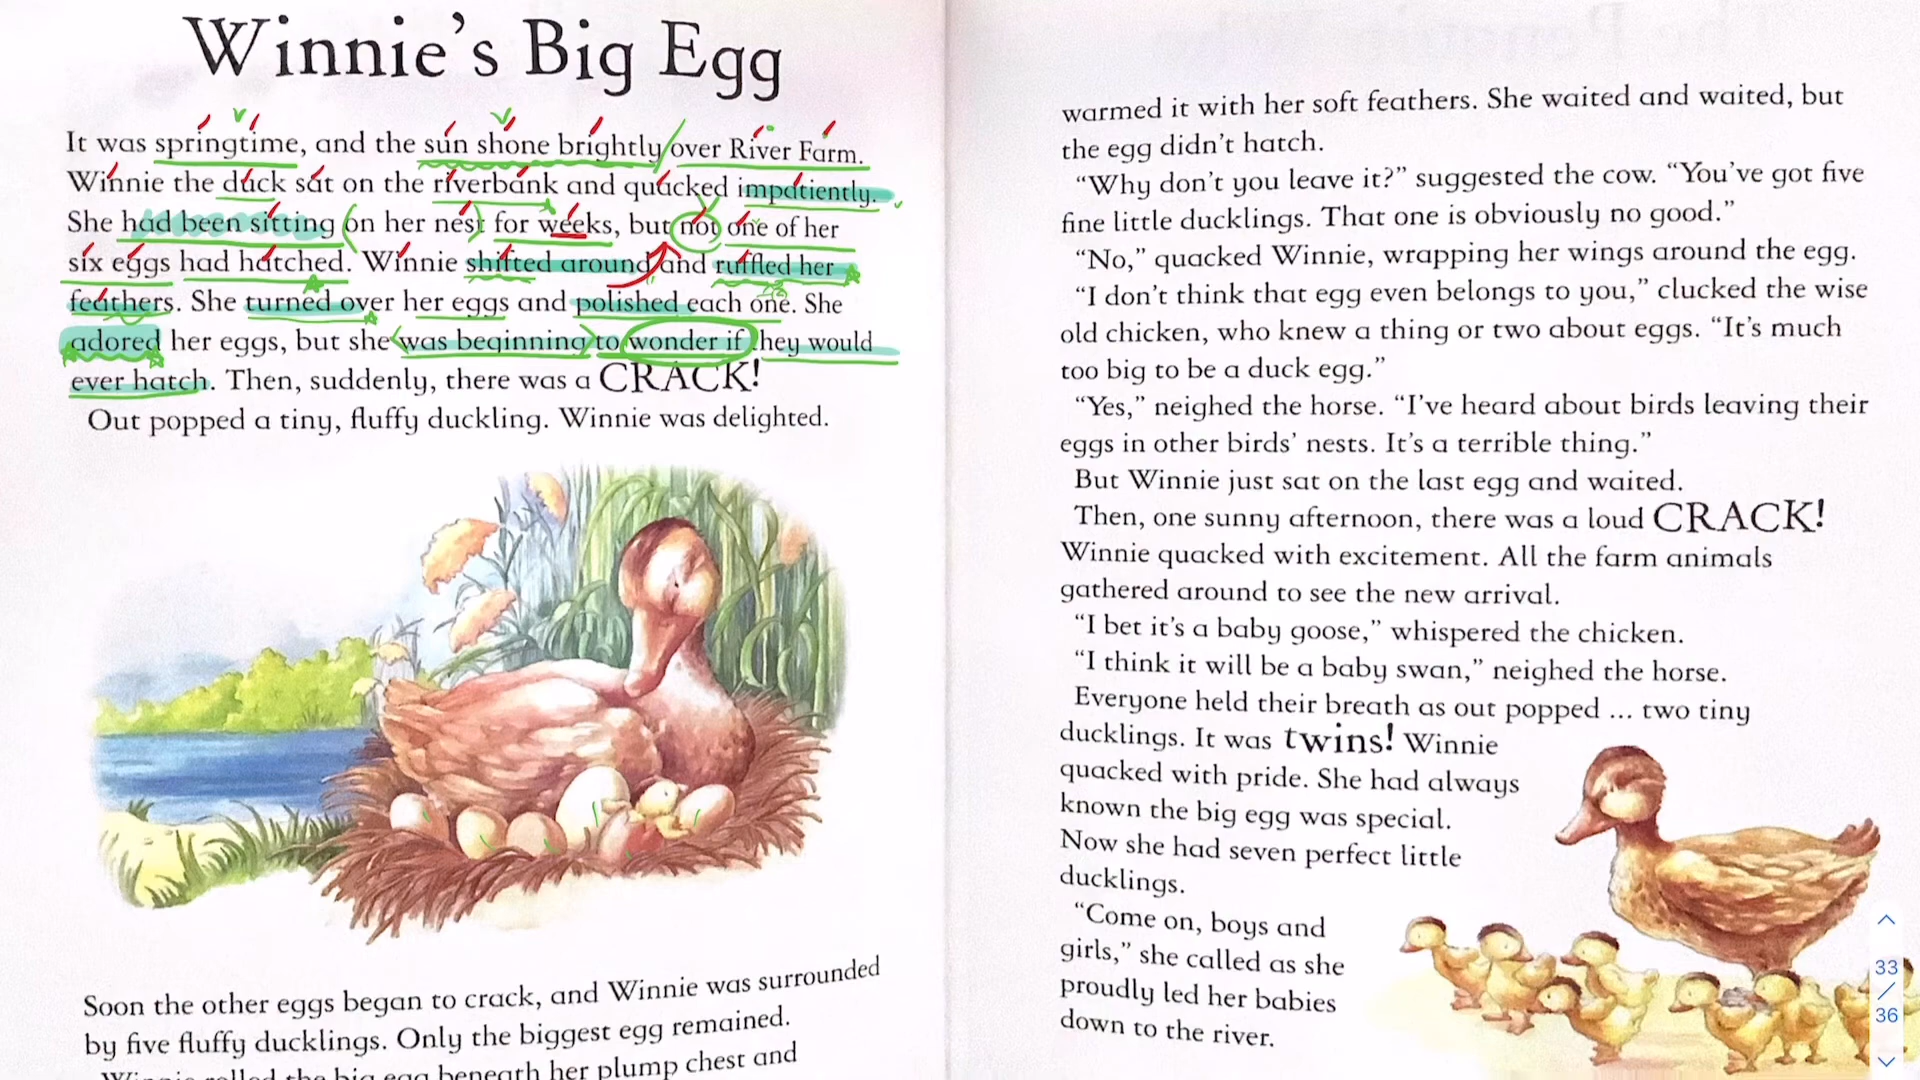 Winnie's Big Egg
It was springtime, and the sun shone brightly over River Farm.
Winnie the duck sat on the riverbank and quacked impatiently.
She had been sitting on her nest for weeks, but not one of her
six eggs had hatched. Winnie shifted around and ruffled her
feathers. She turned over her eggs and polished each one. She
adored her eggs, but she was beginning to wonder if hey would
ever hatch. Then, suddenly, there was a CRACK!
Out popped a tiny, fluffy duckling. Winnie was delighted.
Soon the other eggs began to crack, and Winnie was surrounded
by five fluffy ducklings. Only the biggest egg remained.
Winnie rolled the big egg beneath her plump chest and
warmed it with her soft feathers. She waited and waited, but
the egg didn't hatch.
"Why don't you leave it?" suggested the cow. "You've got five
fine little ducklings. That one is obviously no good."
"No," quacked Winnie, wrapping her wings around the egg.
"I don't think that egg even belongs to you," clucked the wise
old chicken, who knew a thing or two about eggs. "It's much
too big to be a duck egg."
"Yes," neighed the horse. "I've heard about birds leaving their
eggs in other birds' nests. It's a terrible thing."
But Winnie just sat on the last egg and waited.
Then, one sunny afternoon, there was a loud CRACK!
Winnie quacked with excitement. All the farm animals
gathered around to see the new arrival.
"I bet it's a baby goose," whispered the chicken.
"I think it will be a baby swan," neighed the horse.
Everyone held their breath as out popped ... two tiny
ducklings. It was twins! Winnie
quacked with pride. She had always
known the big egg was special.
Now she had seven perfect little
ducklings.
"Come on, boys and
girls," she called as she
proudly led her babies
down to the river.
33
/
36